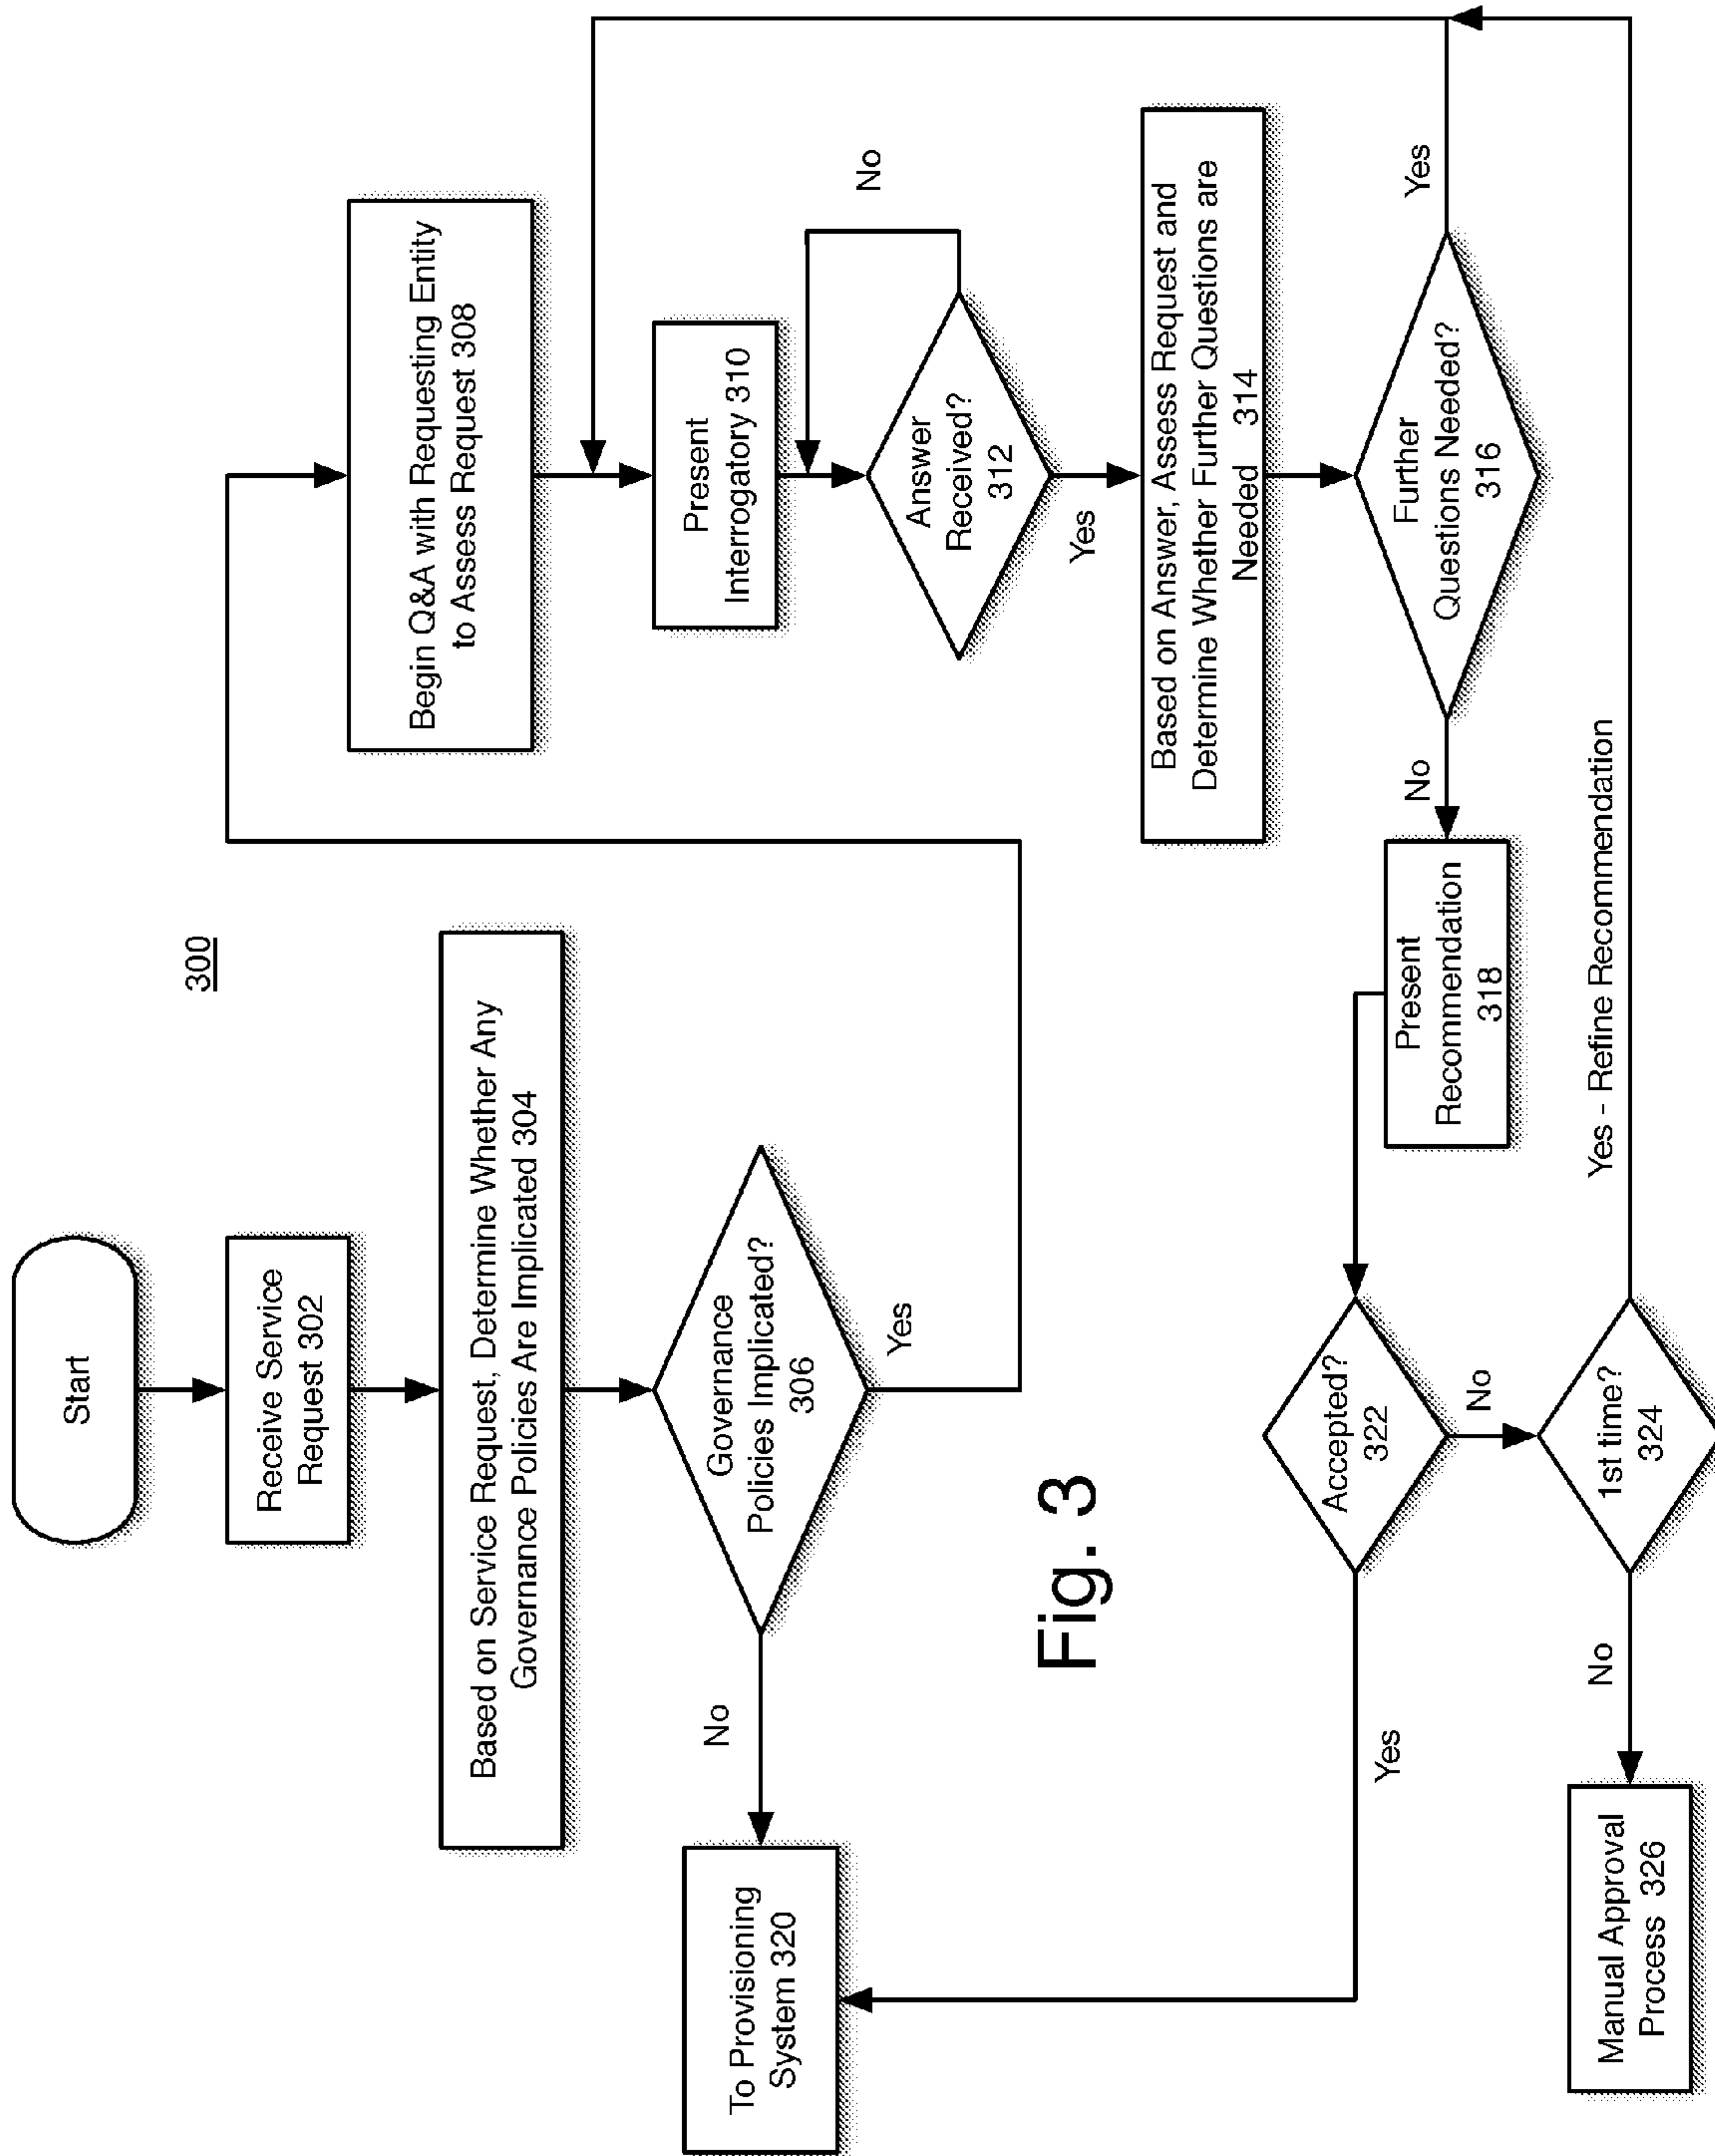 300
Start
Receive Service
Request 302
Based on Service Request, Determine Whether Any
Governance Policies Are Implicated 304
Governance
Policies Implicated?
306
No
Yes
To Provisioning
System 320
Begin Q&A with Requesting Entity
to Assess Request 308
Present
Interrogatory 310
Answer
Received?
312
No
Yes
Based on Answer, Assess Request and
Determine Whether Further Questions are
Needed 314
Further
Questions Needed?
316
Yes
No
Present
Recommendation
318
Accepted?
322
Yes
No
1st time?
324
Yes - Refine Recommendation
No
Manual Approval
Process 326
Fig. 3